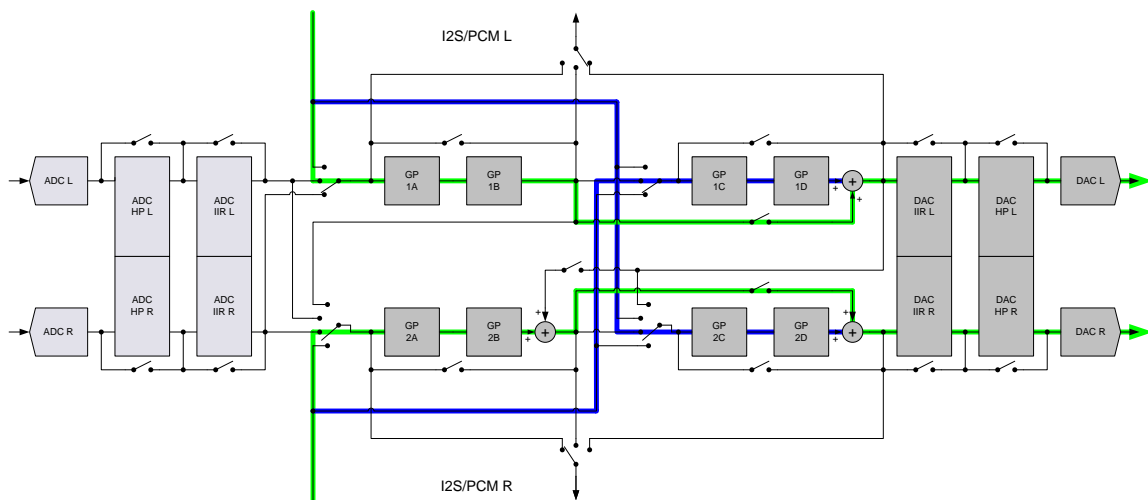 I2S/PCM L
ADC L
ADC
HP L
ADC
IIR L
GP
1A
GP
1B
GP
1C
GP
1D
+
+
+
DAC
IIR L
DAC
HP L
DAC L
ADC R
ADC
HP R
ADC
IIR R
GP
2A
GP
2B
+
+
+
GP
2C
GP
2D
+
+
+
DAC
IIR R
DAC
HP R
DAC R
I2S/PCM R